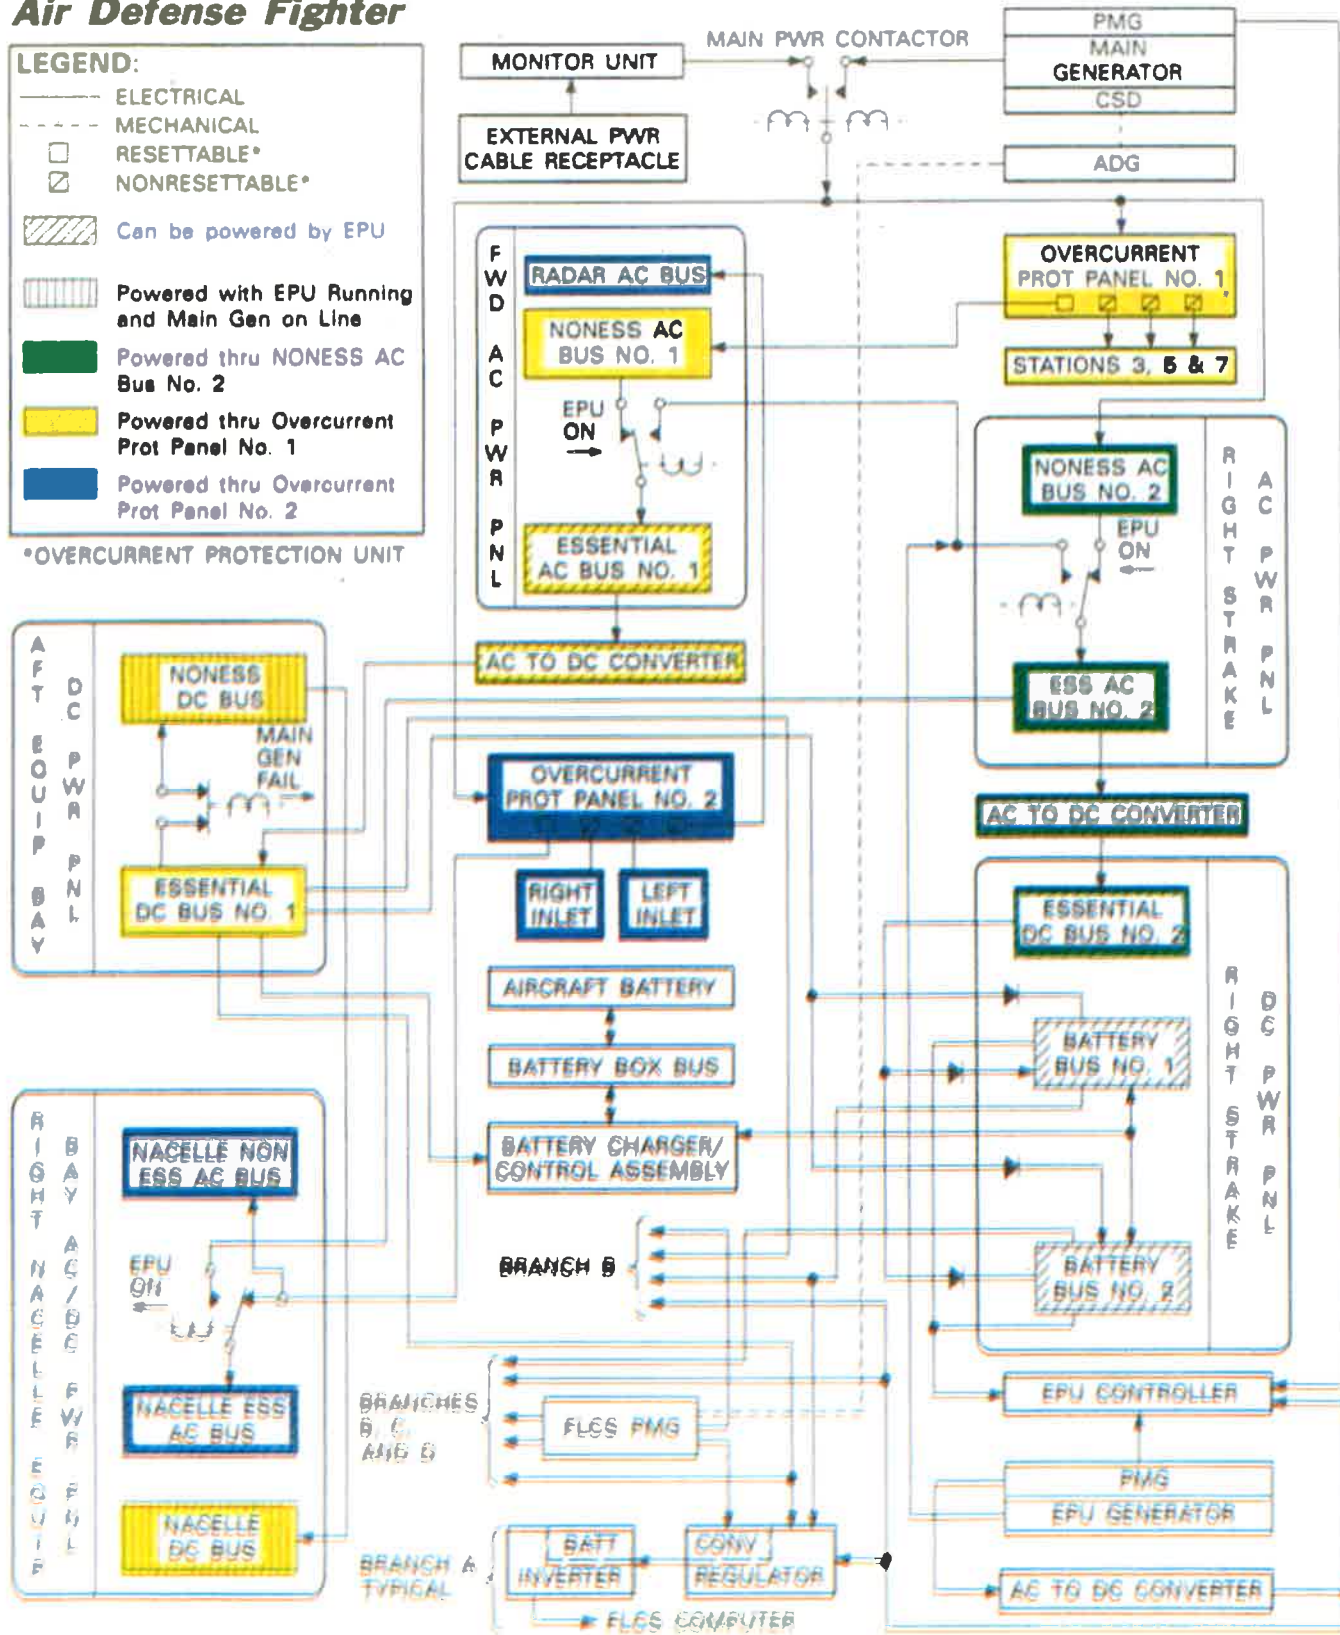 Air Defense Fighter
LEGEND:
ELECTRICAL
MECHANICAL
RESETTABLE*
NONRESETTABLE*
Can be powered by EPU
Powered with EPU Running
and Main Gen on Line
Powered thru NONESS AC
Bus No. 2
Powered thru Overcurrent
Prot Panel No. 1
Powered thru Overcurrent
Prot Panel No. 2
*OVERCURRENT PROTECTION UNIT
MONITOR UNIT
EXTERNAL PWR
CABLE RECEPTACLE
MAIN PWR CONTACTOR
PMG
MAIN
GENERATOR
CSD
ADG
FWD AC PWR PNL
RADAR AC BUS
NONESS AC
BUS NO. 1
EPU
ON
ESSENTIAL
AC BUS NO. 1
AC TO DC CONVERTER
OVERCURRENT
PROT PANEL NO. 1
STATIONS 3, 5 & 7
RIGHT STRAKE
AC PWR PNL
NONESS AC
BUS NO. 2
EPU
ON
ESS AC
BUS NO. 2
AC TO DC CONVERTER
AFT EQUIP BAY
DC PWR PNL
NONESS
DC BUS
MAIN
GEN
FAIL
ESSENTIAL
DC BUS NO. 1
OVERCURRENT
PROT PANEL NO. 2
RIGHT
INLET
LEFT
INLET
AIRCRAFT BATTERY
BATTERY BOX BUS
BATTERY CHARGER/
CONTROL ASSEMBLY
RIGHT STRAKE
DC PWR PNL
ESSENTIAL
DC BUS NO. 2
BATTERY
BUS NO. 1
BATTERY
BUS NO. 2
RIGHT NACELLE EQUIP
BAY AC/DC PWR PNL
NACELLE NON
ESS AC BUS
EPU
ON
NACELLE ESS
AC BUS
NACELLE
DC BUS
BRANCH B
BRANCHES
B, C,
AND D
FLCS PMG
BRANCH A
TYPICAL
BATT
INVERTER
CONV
REGULATOR
FLCS COMPUTER
EPU CONTROLLER
PMG
EPU GENERATOR
AC TO DC CONVERTER